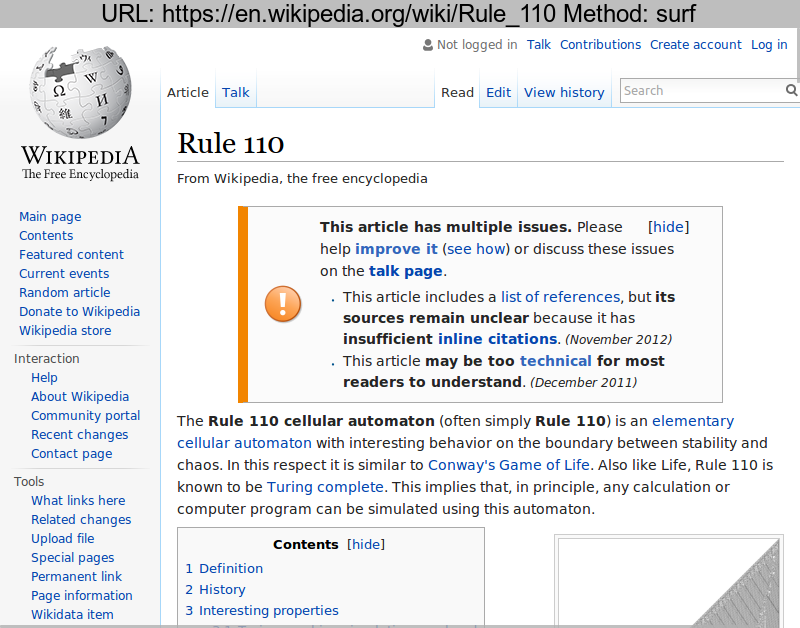 URL: https://en.wikipedia.org/wiki/Rule_110 Method: surf
Not logged in Talk Contributions Create account Log in
Article Talk Read Edit View history Search
WIKIPEDIA
The Free Encyclopedia
Main page
Contents
Featured content
Current events
Random article
Donate to Wikipedia
Wikipedia store
Interaction
Help
About Wikipedia
Community portal
Recent changes
Contact page
Tools
What links here
Related changes
Upload file
Special pages
Permanent link
Page information
Wikidata item
Rule 110
From Wikipedia, the free encyclopedia
This article has multiple issues. Please [hide]
help improve it (see how) or discuss these issues
on the talk page.
• This article includes a list of references, but its
sources remain unclear because it has
insufficient inline citations. (November 2012)
• This article may be too technical for most
readers to understand. (December 2011)
The Rule 110 cellular automaton (often simply Rule 110) is an elementary
cellular automaton with interesting behavior on the boundary between stability and
chaos. In this respect it is similar to Conway's Game of Life. Also like Life, Rule 110 is
known to be Turing complete. This implies that, in principle, any calculation or
computer program can be simulated using this automaton.
Contents [hide]
1 Definition
2 History
3 Interesting properties